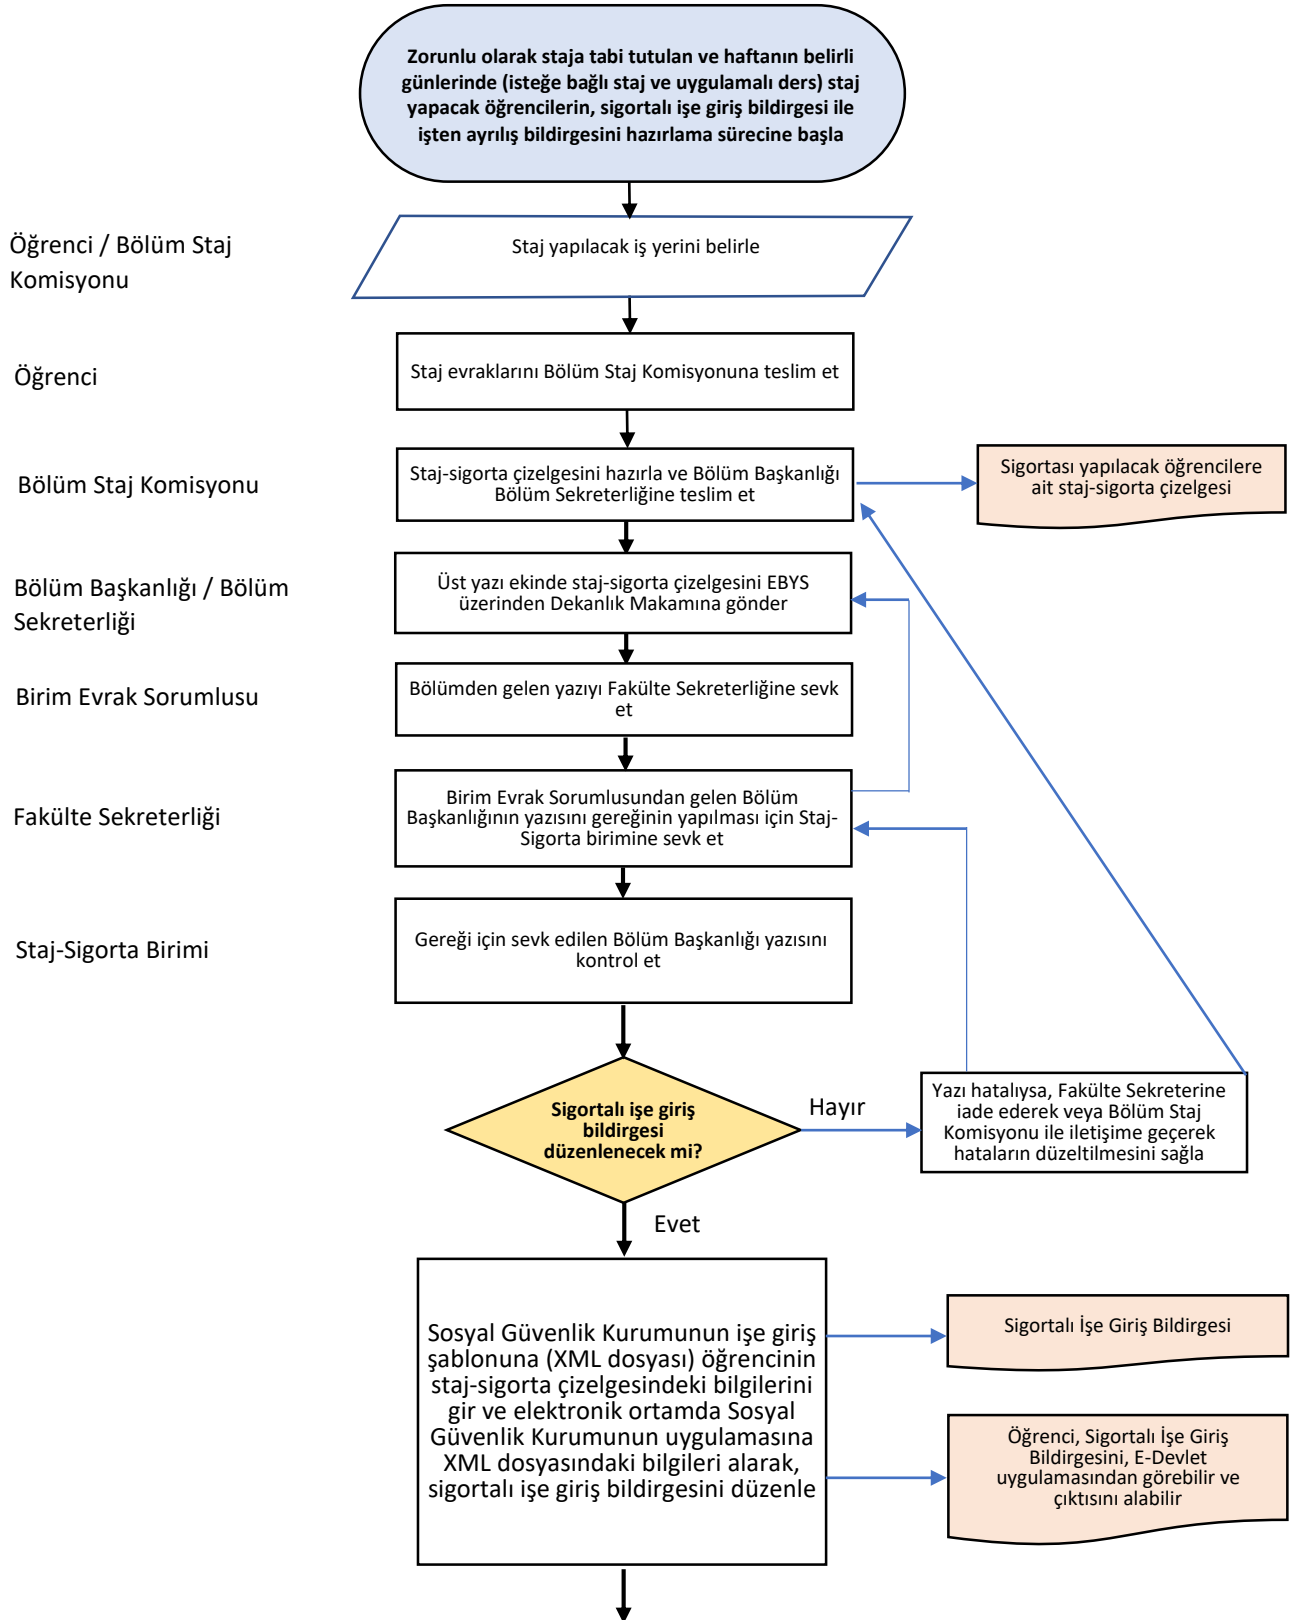 Zorunlu olarak staja tabi tutulan ve haftanın belirli
günlerinde (isteğe bağlı staj ve uygulamalı ders) staj
yapacak öğrencilerin, sigortalı işe giriş bildirgesi ile
işten ayrılış bildirgesini hazırlama sürecine başla
Öğrenci / Bölüm Staj
Komisyonu
Staj yapılacak iş yerini belirle
Öğrenci
Staj evraklarını Bölüm Staj Komisyonuna teslim et
Bölüm Staj Komisyonu
Staj-sigorta çizelgesini hazırla ve Bölüm Başkanlığı
Bölüm Sekreterliğine teslim et
Sigortası yapılacak öğrencilere
ait staj-sigorta çizelgesi
Bölüm Başkanlığı / Bölüm
Sekreterliği
Üst yazı ekinde staj-sigorta çizelgesini EBYS
üzerinden Dekanlık Makamına gönder
Birim Evrak Sorumlusu
Bölümden gelen yazıyı Fakülte Sekreterliğine sevk
et
Fakülte Sekreterliği
Birim Evrak Sorumlusundan gelen Bölüm
Başkanlığının yazısını gereğinin yapılması için Staj-
Sigorta birimine sevk et
Staj-Sigorta Birimi
Gereği için sevk edilen Bölüm Başkanlığı yazısını
kontrol et
Sigortalı işe giriş
bildirgesi
düzenlenecek mi?
Hayır
Yazı hatalıysa, Fakülte Sekreterine
iade ederek veya Bölüm Staj
Komisyonu ile iletişime geçerek
hataların düzeltilmesini sağla
Evet
Sosyal Güvenlik Kurumunun işe giriş
şablonuna (XML dosyası) öğrencinin
staj-sigorta çizelgesindeki bilgilerini
gir ve elektronik ortamda Sosyal
Güvenlik Kurumunun uygulamasına
XML dosyasındaki bilgileri alarak,
sigortalı işe giriş bildirgesini düzenle
Sigortalı İşe Giriş Bildirgesi
Öğrenci, Sigortalı İşe Giriş
Bildirgesini, E-Devlet
uygulamasından görebilir ve
çıktısını alabilir